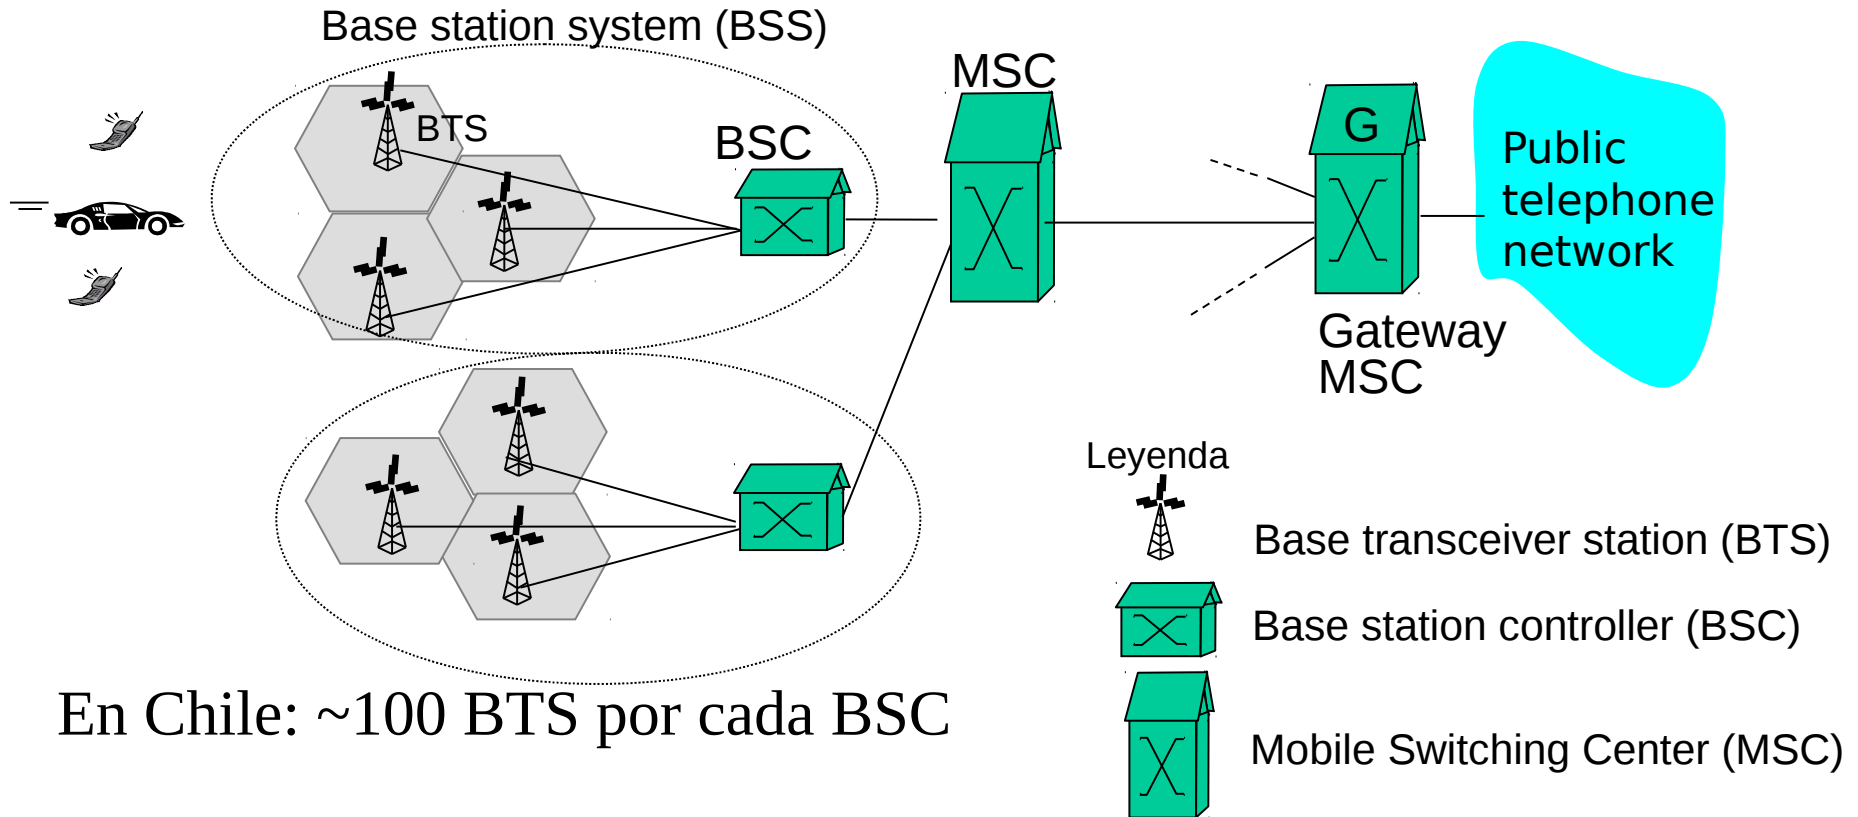 Base station system (BSS)
MSC
BTS
BSC
G
Public
telephone
network
Gateway
MSC
Leyenda
Base transceiver station (BTS)
Base station controller (BSC)
En Chile: ~100 BTS por cada BSC
Mobile Switching Center (MSC)